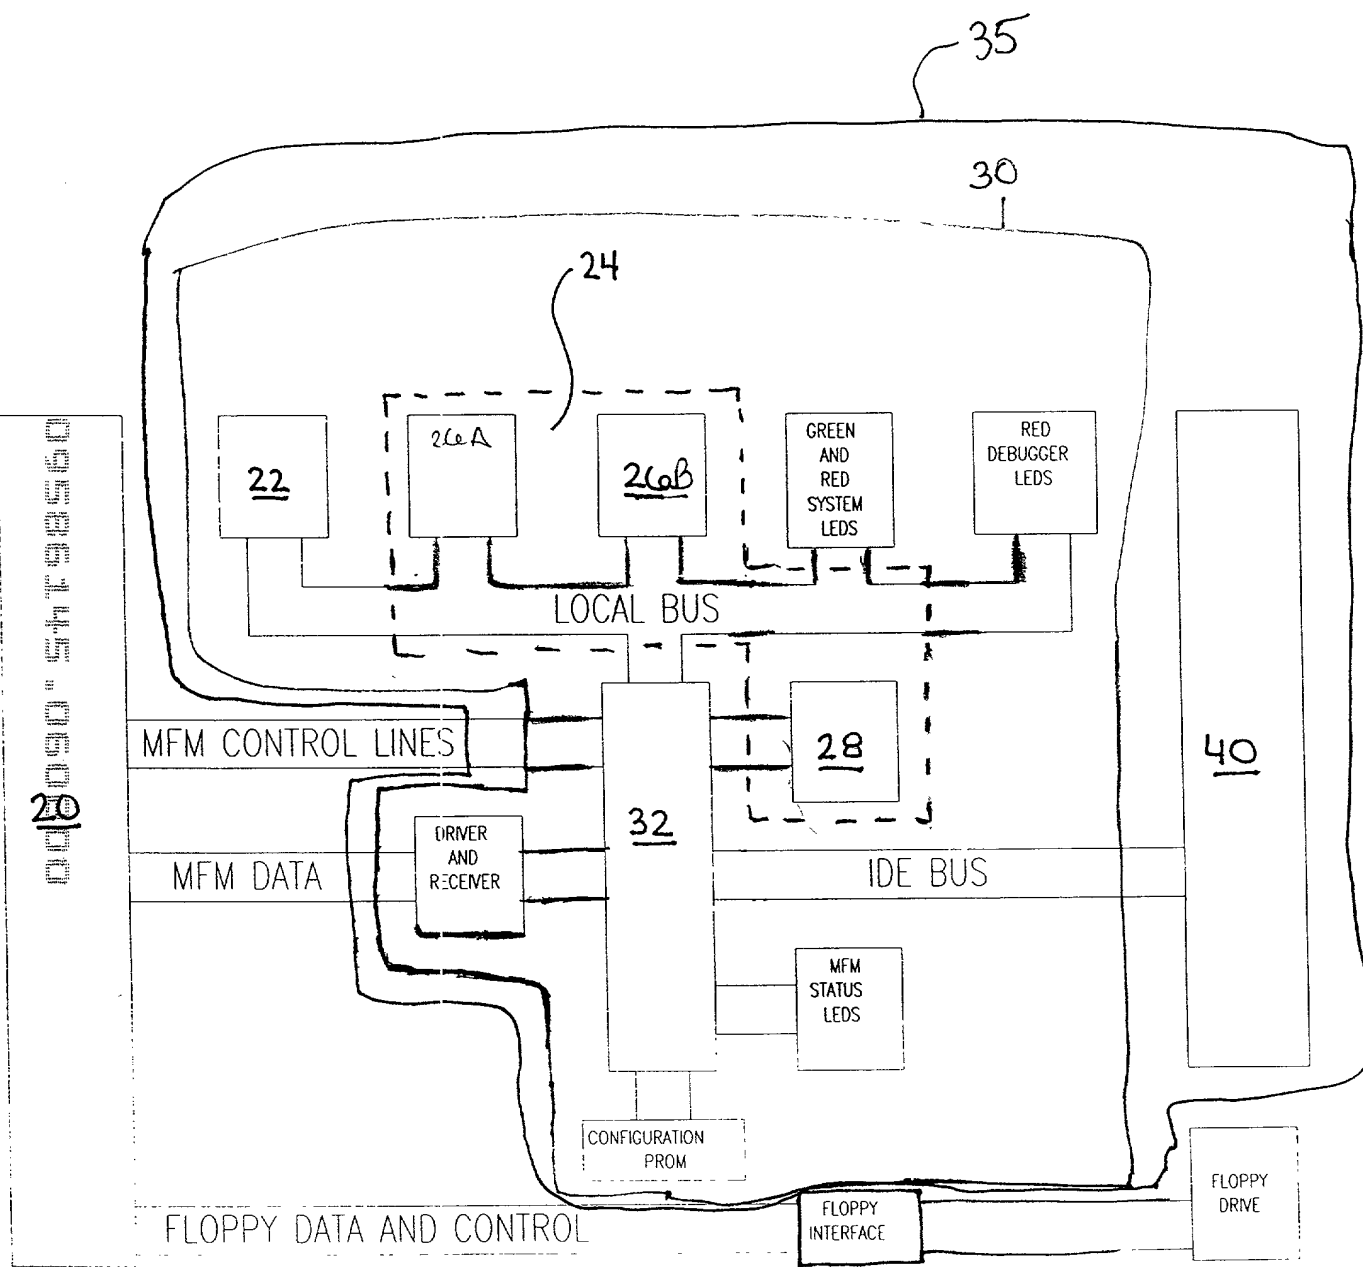 35
30
24
26A
26B
22
GREEN
AND
RED
SYSTEM
LEDS
RED
DEBUGGER
LEDS
LOCAL BUS
09586145.050800
MFM CONTROL LINES
28
40
20
32
DRIVER
AND
RECEIVER
MFM DATA
IDE BUS
MFM
STATUS
LEDS
CONFIGURATION
PROM
FLOPPY DATA AND CONTROL
FLOPPY
INTERFACE
FLOPPY
DRIVE